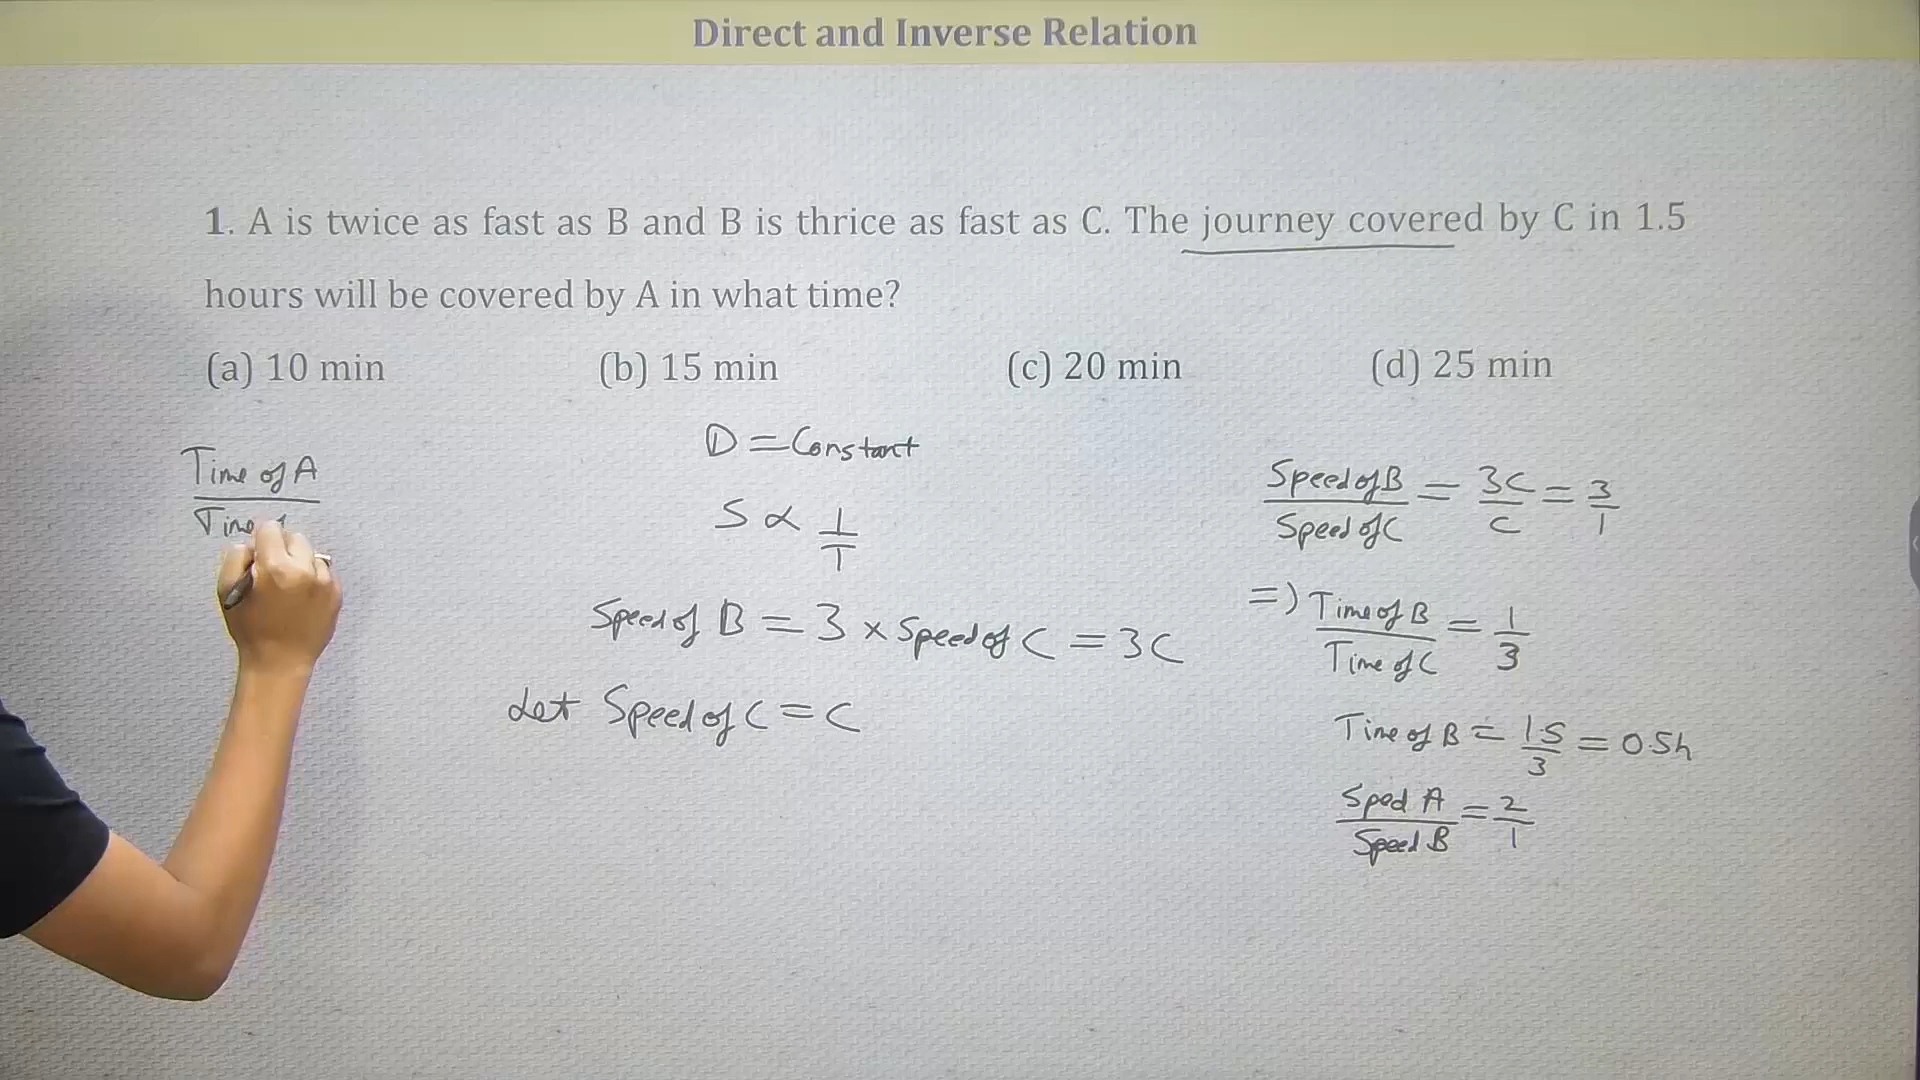 Direct and Inverse Relation
1. A is twice as fast as B and B is thrice as fast as C. The journey covered by C in 1.5
hours will be covered by A in what time?
(a) 10 min (b) 15 min (c) 20 min (d) 25 min
Time of A
D = Constant
S ∝ 1/T
Speed of B = 3 × Speed of C = 3C
Let Speed of C = C
Speed of B / Speed of C = 3C / C = 3 / 1
=) Time of B / Time of C = 1 / 3
Time of B = 1.5 / 3 = 0.5h
Sped A / Speed B = 2 / 1